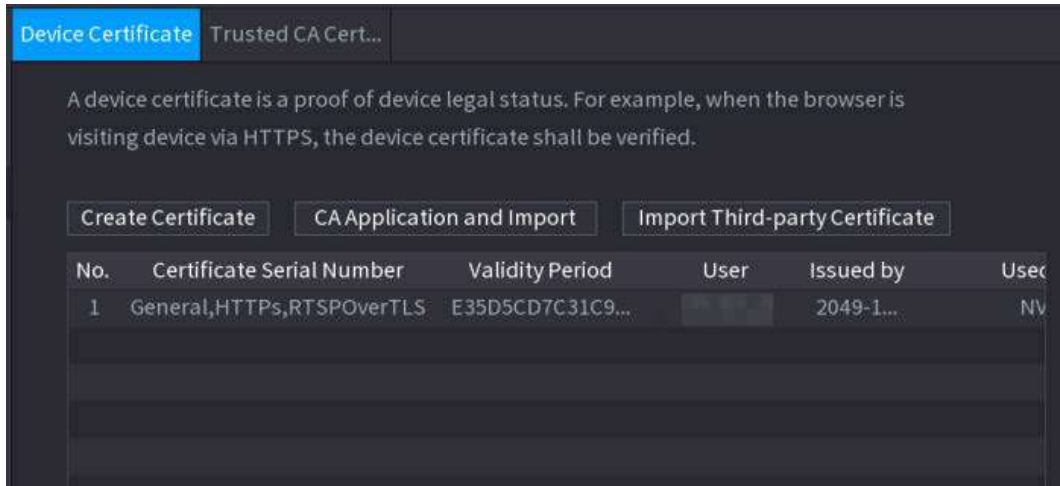 Device Certificate Trusted CA Cert...
A device certificate is a proof of device legal status. For example, when the browser is
visiting device via HTTPS, the device certificate shall be verified.
Create Certificate CA Application and Import Import Third-party Certificate
No. Certificate Serial Number Validity Period User Issued by Used
1 General,HTTPs,RTSPOverTLS E35D5CD7C31C9... 2049-1... NV